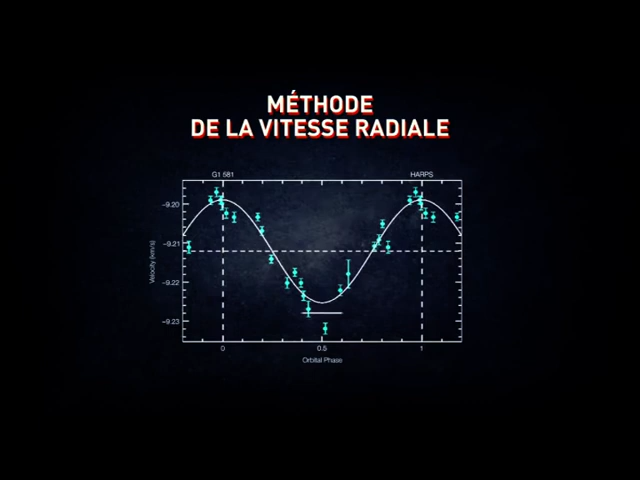 MÉTHODE
DE LA VITESSE RADIALE
G1 581 HARPS
-9.20
-9.21
-9.22
-9.23
Velocity (km/s)
0 0.5 1
Orbital Phase